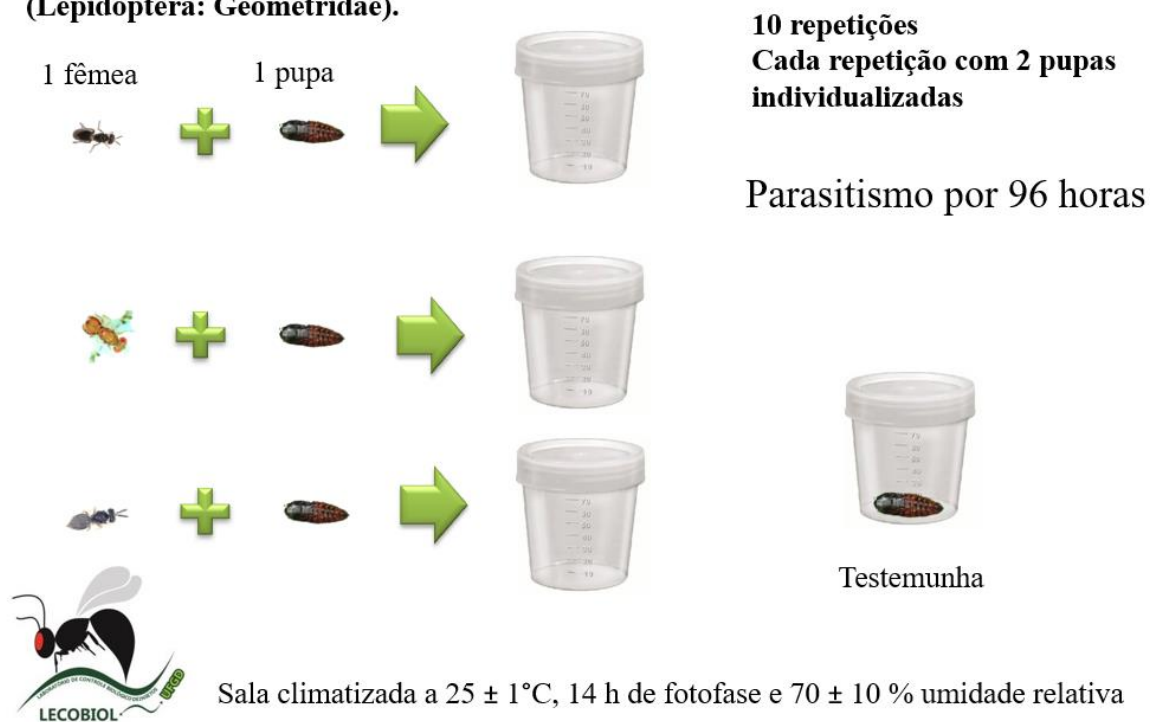 (Lepidoptera: Geometridae).
10 repetições
Cada repetição com 2 pupas
individualizadas
1 fêmea
1 pupa
Parasitismo por 96 horas
Testemunha
UFGD
LECOBIOL
Sala climatizada a 25 ± 1°C, 14 h de fotofase e 70 ± 10 % umidade relativa